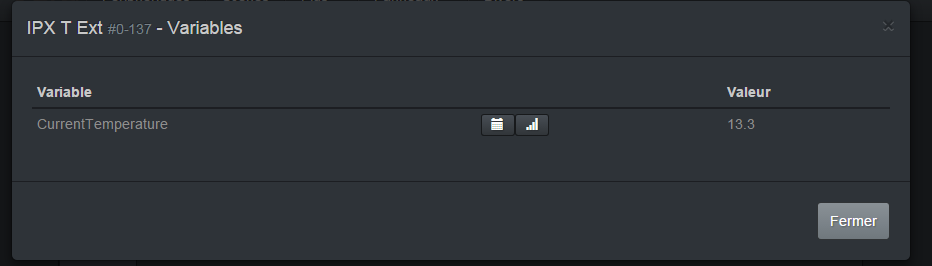 IPX T Ext #0-137 - Variables ×
Variable Valeur
CurrentTemperature 13.3
Fermer